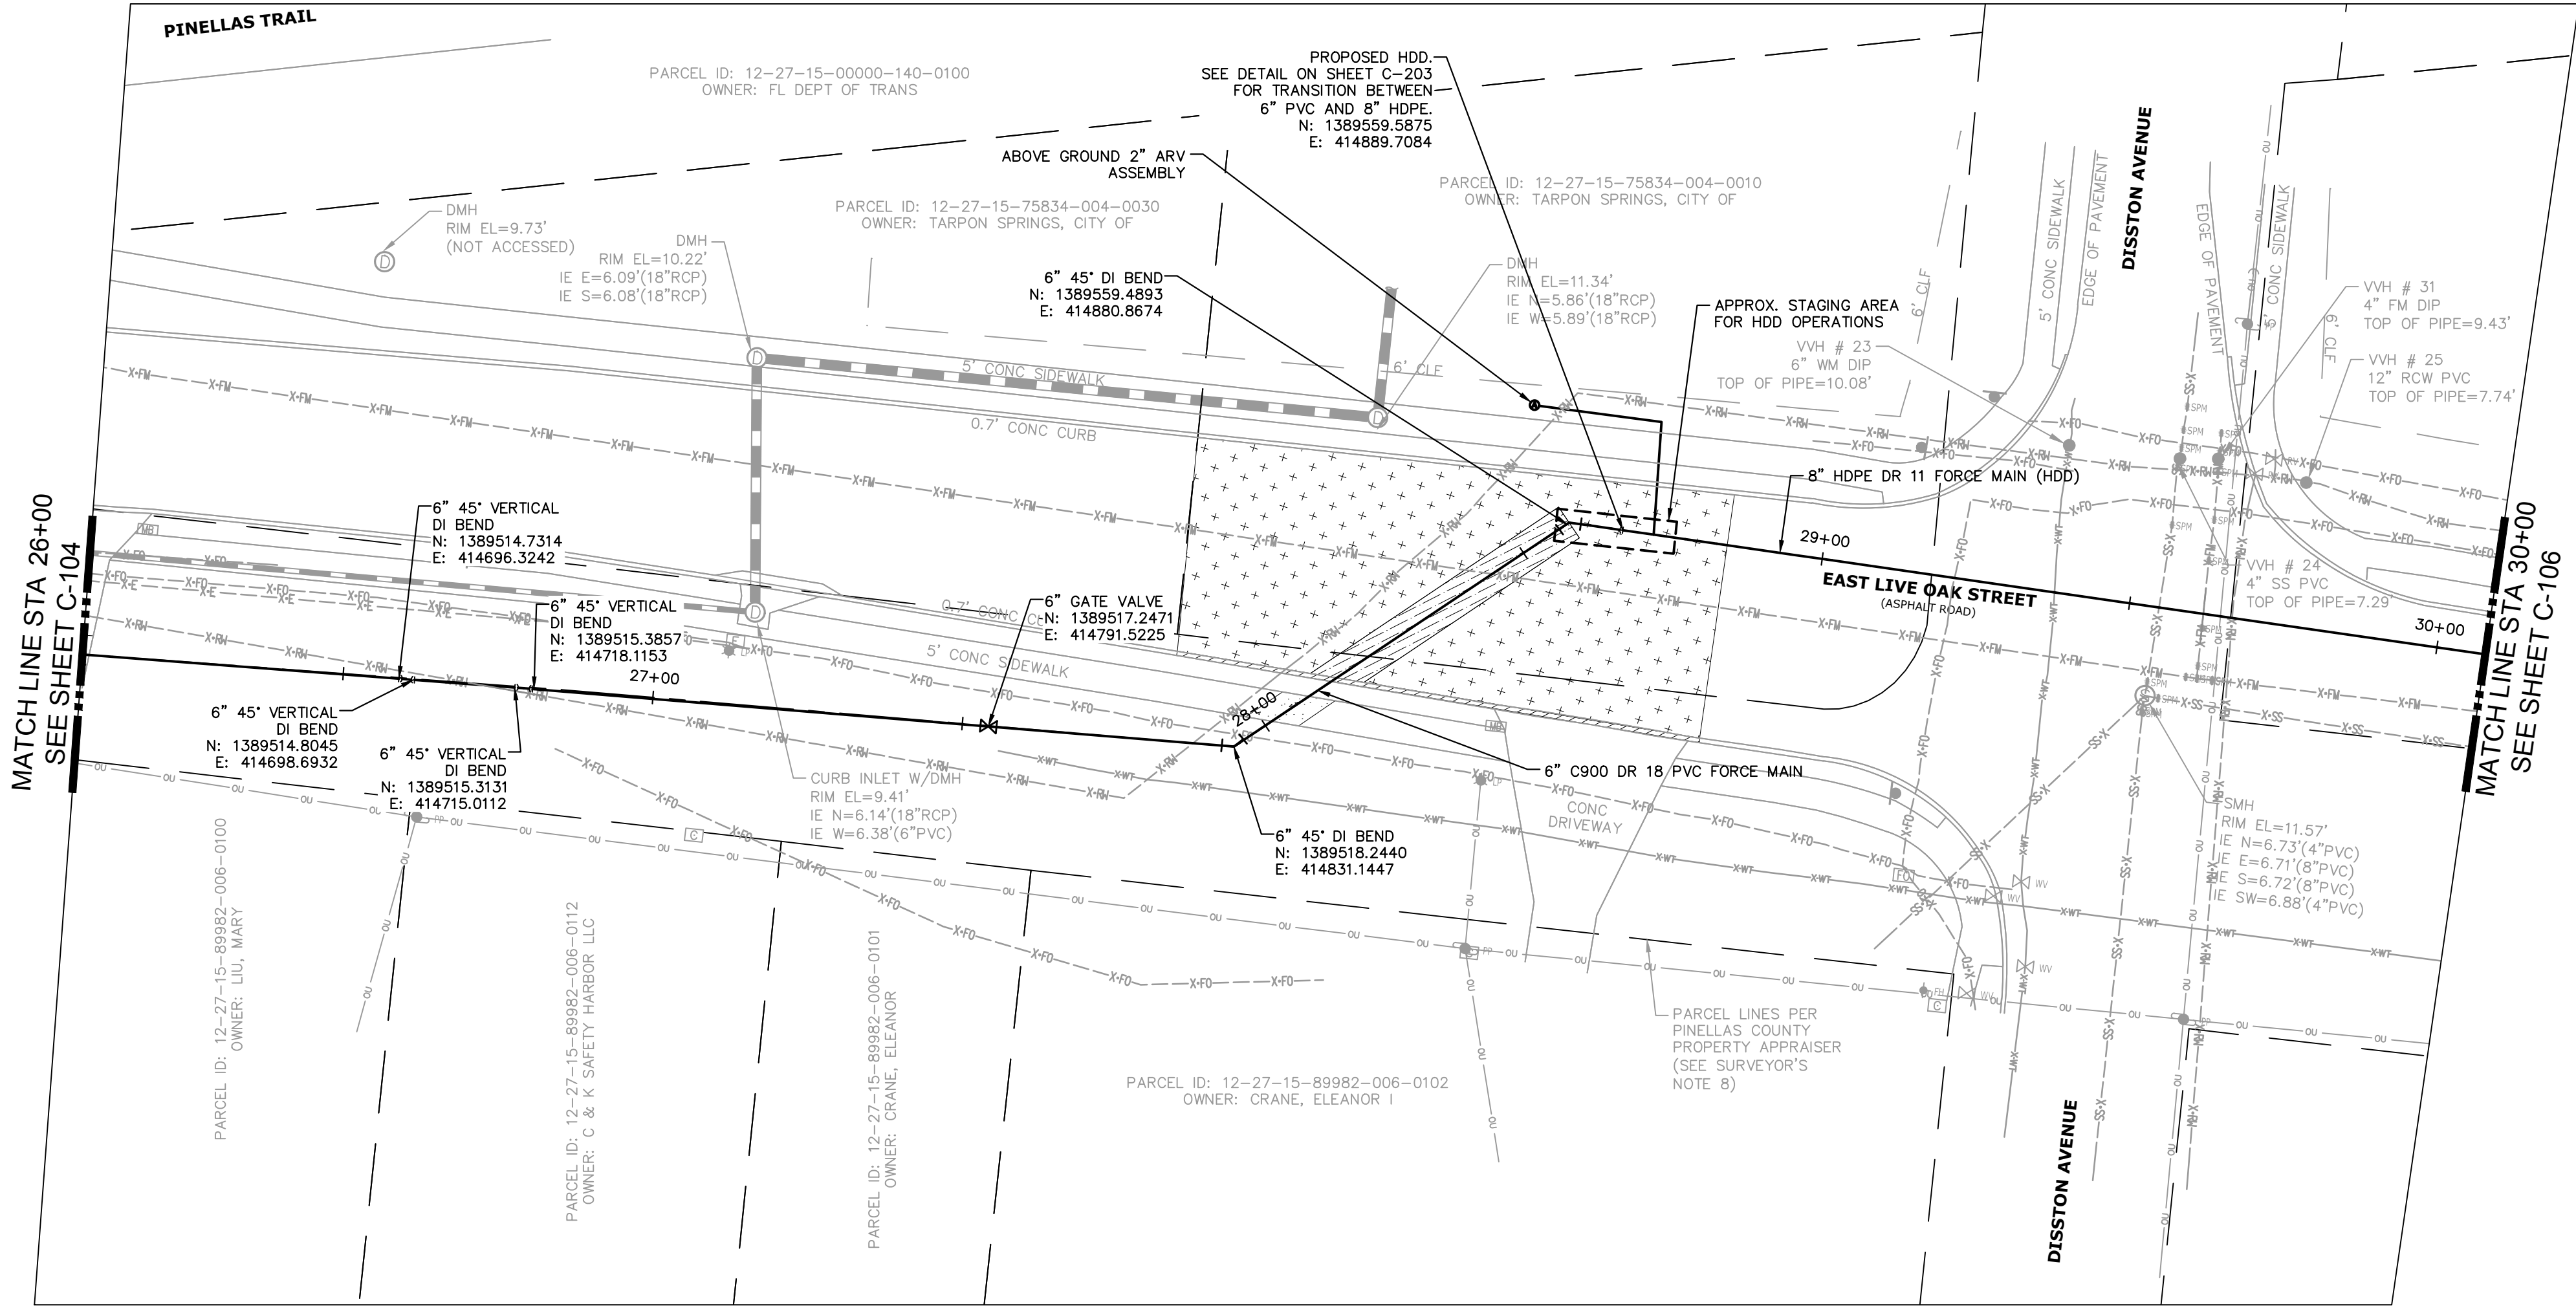 PINELLAS TRAIL
PARCEL ID: 12-27-15-00000-140-0100
OWNER: FL DEPT OF TRANS
PROPOSED HDD.
SEE DETAIL ON SHEET C-203
FOR TRANSITION BETWEEN
6" PVC AND 8" HDPE.
N: 1389559.5875
E: 414889.7084
ABOVE GROUND 2" ARV
ASSEMBLY
PARCEL ID: 12-27-15-75834-004-0010
OWNER: TARPON SPRINGS, CITY OF
PARCEL ID: 12-27-15-75834-004-0030
OWNER: TARPON SPRINGS, CITY OF
DMH
RIM EL=9.73'
(NOT ACCESSED)
DMH
RIM EL=10.22'
IE E=6.09'(18"RCP)
IE S=6.08'(18"RCP)
6" 45° DI BEND
N: 1389559.4893
E: 414880.8674
DMH
RIM EL=11.34'
IE N=5.86'(18"RCP)
IE W=5.89'(18"RCP)
APPROX. STAGING AREA
FOR HDD OPERATIONS
VVH # 23
6" WM DIP
TOP OF PIPE=10.08'
6' CLF
5' CONC SIDEWALK
EDGE OF PAVEMENT
DISSTON AVENUE
EDGE OF PAVEMENT
5' CONC SIDEWALK
6' CLF
VVH # 31
4" FM DIP
TOP OF PIPE=9.43'
VVH # 25
12" RCW PVC
TOP OF PIPE=7.74'
5' CONC SIDEWALK
6' CLF
0.7' CONC CURB
8" HDPE DR 11 FORCE MAIN (HDD)
29+00
EAST LIVE OAK STREET
(ASPHALT ROAD)
30+00
VVH # 24
4" SS PVC
TOP OF PIPE=7.29'
MATCH LINE STA 26+00
SEE SHEET C-104
MATCH LINE STA 30+00
SEE SHEET C-106
6" 45° VERTICAL
DI BEND
N: 1389514.7314
E: 414696.3242
6" 45° VERTICAL
DI BEND
N: 1389515.3857
E: 414718.1153
27+00
6" GATE VALVE
N: 1389517.2471
E: 414791.5225
0.7' CONC
5' CONC SIDEWALK
28+00
6" 45° VERTICAL
DI BEND
N: 1389514.8045
E: 414698.6932
6" 45° VERTICAL
DI BEND
N: 1389515.3131
E: 414715.0112
CURB INLET W/DMH
RIM EL=9.41'
IE N=6.14'(18"RCP)
IE W=6.38'(6"PVC)
6" C900 DR 18 PVC FORCE MAIN
6" 45° DI BEND
N: 1389518.2440
E: 414831.1447
CONC
DRIVEWAY
SMH
RIM EL=11.57'
IE N=6.73'(4"PVC)
IE E=6.71'(8"PVC)
IE S=6.72'(8"PVC)
IE SW=6.88'(4"PVC)
PARCEL ID: 12-27-15-89982-006-0100
OWNER: LIU, MARY
PARCEL ID: 12-27-15-89982-006-0112
OWNER: C & K SAFETY HARBOR LLC
PARCEL ID: 12-27-15-89982-006-0101
OWNER: CRANE, ELEANOR
PARCEL ID: 12-27-15-89982-006-0102
OWNER: CRANE, ELEANOR I
PARCEL LINES PER
PINELLAS COUNTY
PROPERTY APPRAISER
(SEE SURVEYOR'S
NOTE 8)
DISSTON AVENUE